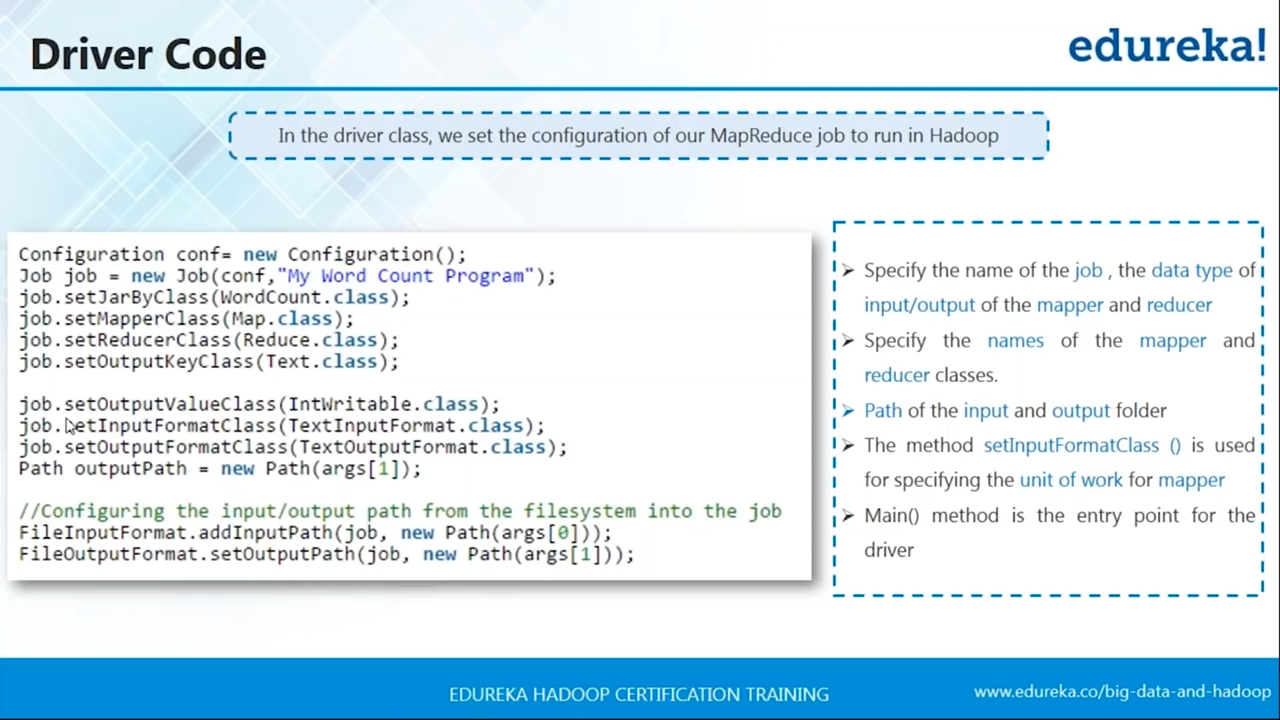 Driver Code
edureka!
In the driver class, we set the configuration of our MapReduce job to run in Hadoop
Configuration conf= new Configuration();
Job job = new Job(conf,"My Word Count Program");
job.setJarByClass(WordCount.class);
job.setMapperClass(Map.class);
job.setReducerClass(Reduce.class);
job.setOutputKeyClass(Text.class);
job.setOutputValueClass(IntWritable.class);
job.setInputFormatClass(TextInputFormat.class);
job.setOutputFormatClass(TextOutputFormat.class);
Path outputPath = new Path(args[1]);
//Configuring the input/output path from the filesystem into the job
FileInputFormat.addInputPath(job, new Path(args[0]));
FileOutputFormat.setOutputPath(job, new Path(args[1]));
➢ Specify the name of the job , the data type of
input/output of the mapper and reducer
➢ Specify the names of the mapper and
reducer classes.
➢ Path of the input and output folder
➢ The method setInputFormatClass () is used
for specifying the unit of work for mapper
➢ Main() method is the entry point for the
driver
EDUREKA HADOOP CERTIFICATION TRAINING
www.edureka.co/big-data-and-hadoop